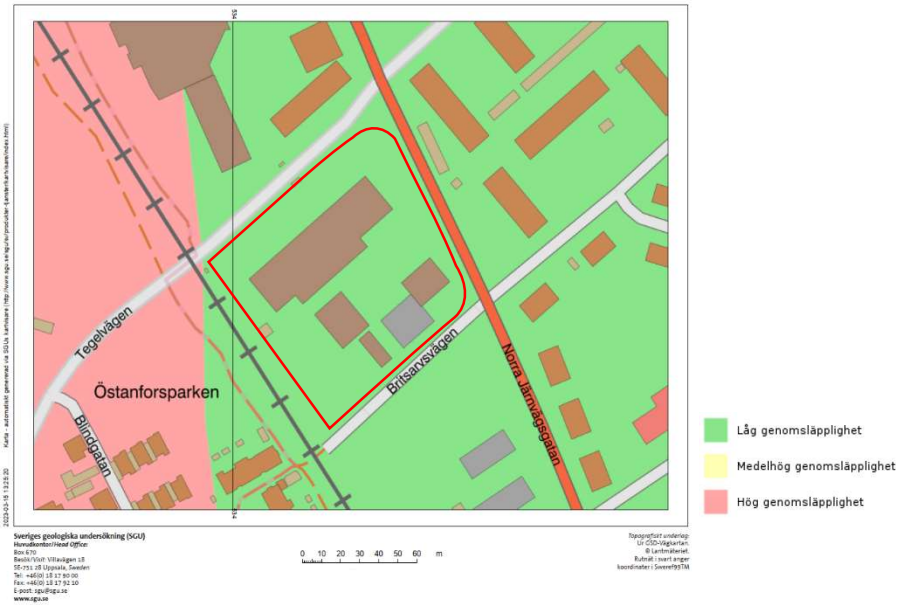 534
Tegelvägen
Östanforsparken
Blindgatan
Britsarvsvägen
Norra Järnvägsgatan
534
Låg genomsläpplighet
Medelhög genomsläpplighet
Hög genomsläpplighet
Sveriges geologiska undersökning (SGU)
Huvudkontor/Head Office:
Box 670
Besök/Visit: Villavägen 18
SE-751 28 Uppsala, Sweden
Tel: +46(0) 18 17 90 00
Fax: +46(0) 18 17 92 10
E-post: sgu@sgu.se
www.sgu.se
0 10 20 30 40 50 60 m
Topografiskt underlag:
Ur GSD-Vägkartan.
© Lantmäteriet.
Rutnät i svart anger
koordinater i Sweref99TM